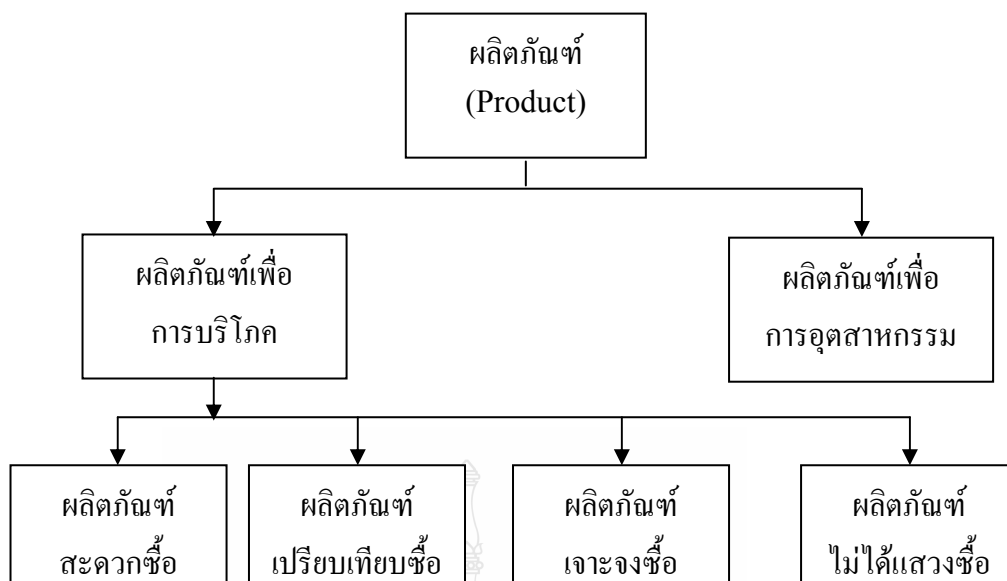 ผลิตภัณฑ์
(Product)
ผลิตภัณฑ์เพื่อ
การบริโภค
ผลิตภัณฑ์เพื่อ
การอุตสาหกรรม
ผลิตภัณฑ์
สะดวกซื้อ
ผลิตภัณฑ์
เปรียบเทียบซื้อ
ผลิตภัณฑ์
เจาะจงซื้อ
ผลิตภัณฑ์
ไม่ได้แสวงซื้อ